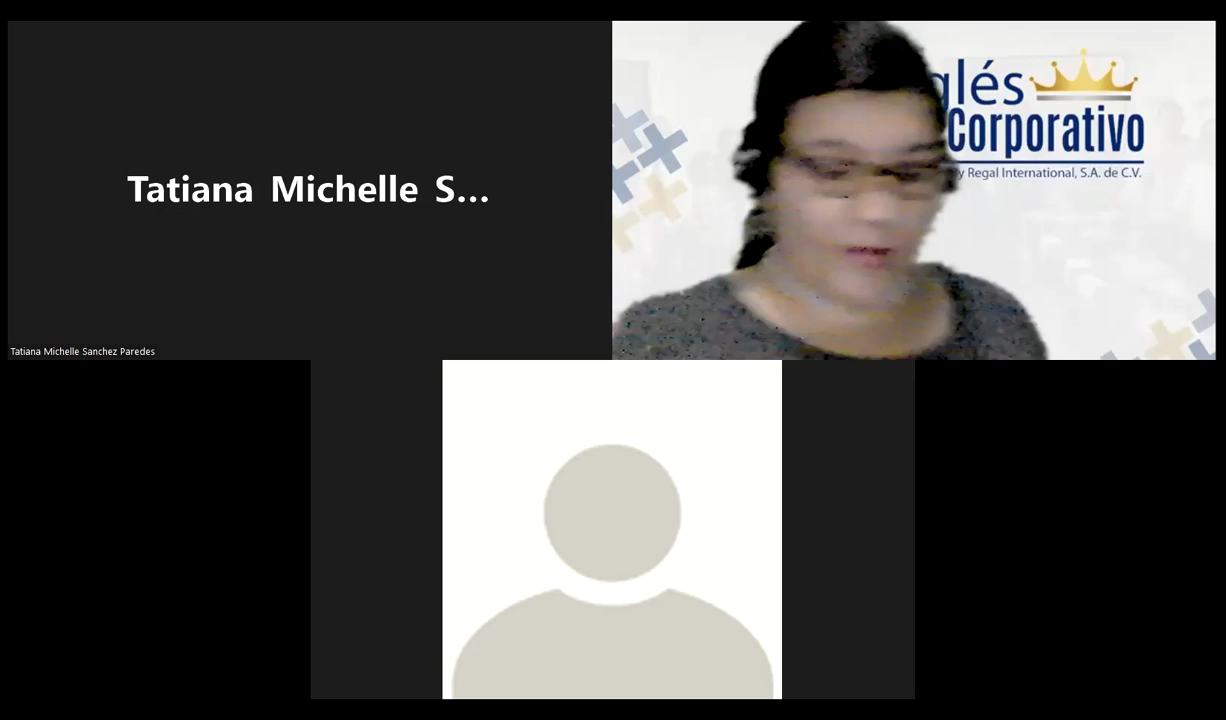 Tatiana Michelle S...
Tatiana Michelle Sanchez Paredes
glés
Corporativo
y Regal International, S.A. de C.V.